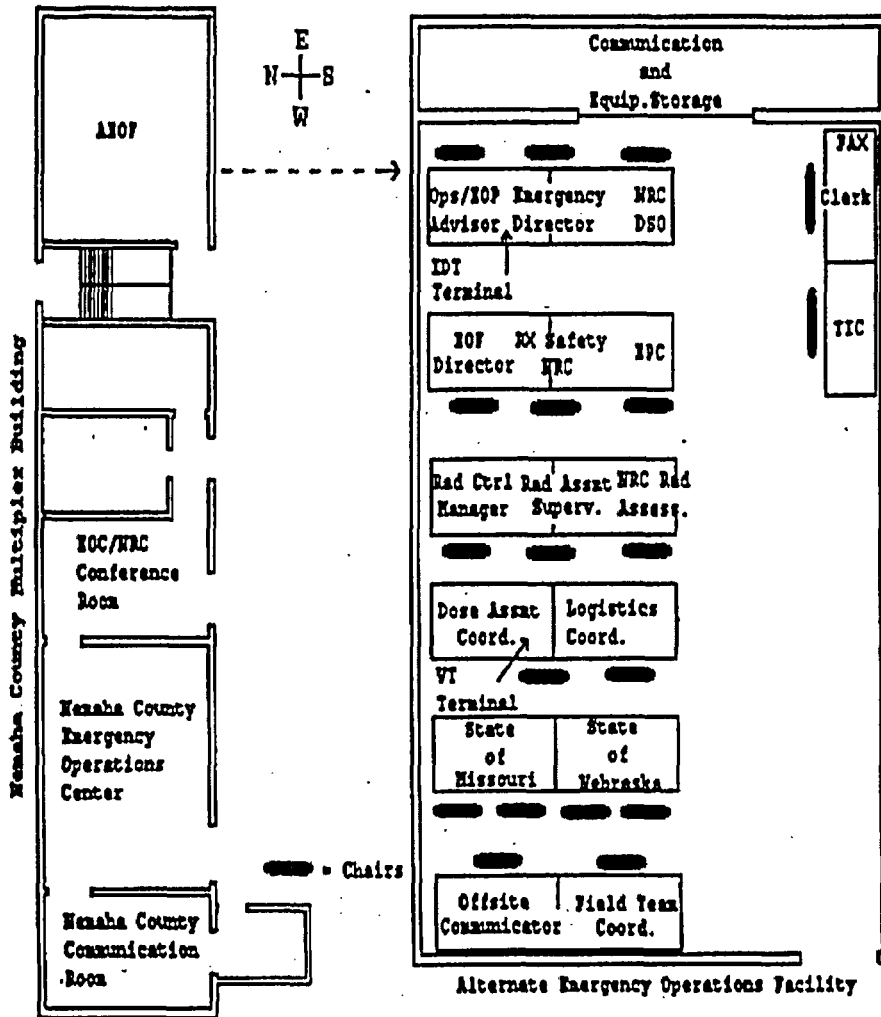 Nemaha County Multiplex Building
AEOF
E
N S
W
EOC/NRC
Conference
Room
Nemaha County
Emergency
Operations
Center
Nemaha County
Communication
Room
= Chairs
Communication
and
Equip.Storage
FAX
Clerk
TIC
Ops/EOP Emergency NRC
Advisor Director DSO
IDT
Terminal
EOF RX Safety EPC
Director NRC
Rad Ctrl Rad Assmt NRC Rad
Manager Superv. Assess.
Dose Assmt Logistics
Coord. Coord.
VT
Terminal
State State
of of
Missouri Nebraska
Offsite Field Team
Communicator Coord.
Alternate Emergency Operations Facility